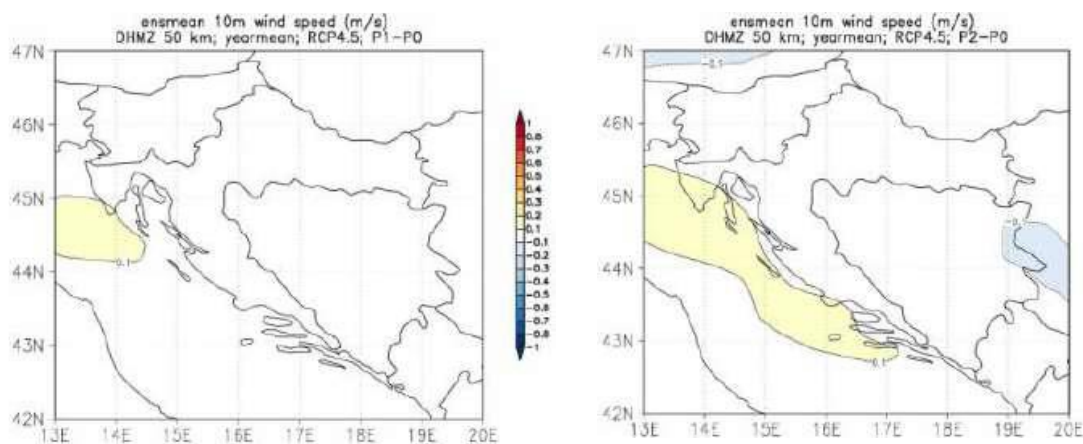 ensmean 10m wind speed (m/s)
DHMZ 50 km; yearmean; RCP4.5; P1-P0
47N
46N
45N
44N
43N
42N
13E 14E 15E 16E 17E 18E 19E 20E
0.1
1
0.8
0.7
0.6
0.5
0.4
0.3
0.2
0.1
-0.1
-0.2
-0.3
-0.4
-0.5
-0.6
-0.7
-0.8
-1
ensmean 10m wind speed (m/s)
DHMZ 50 km; yearmean; RCP4.5; P2-P0
47N
46N
45N
44N
43N
42N
13E 14E 15E 16E 17E 18E 19E 20E
-0.1
0.1